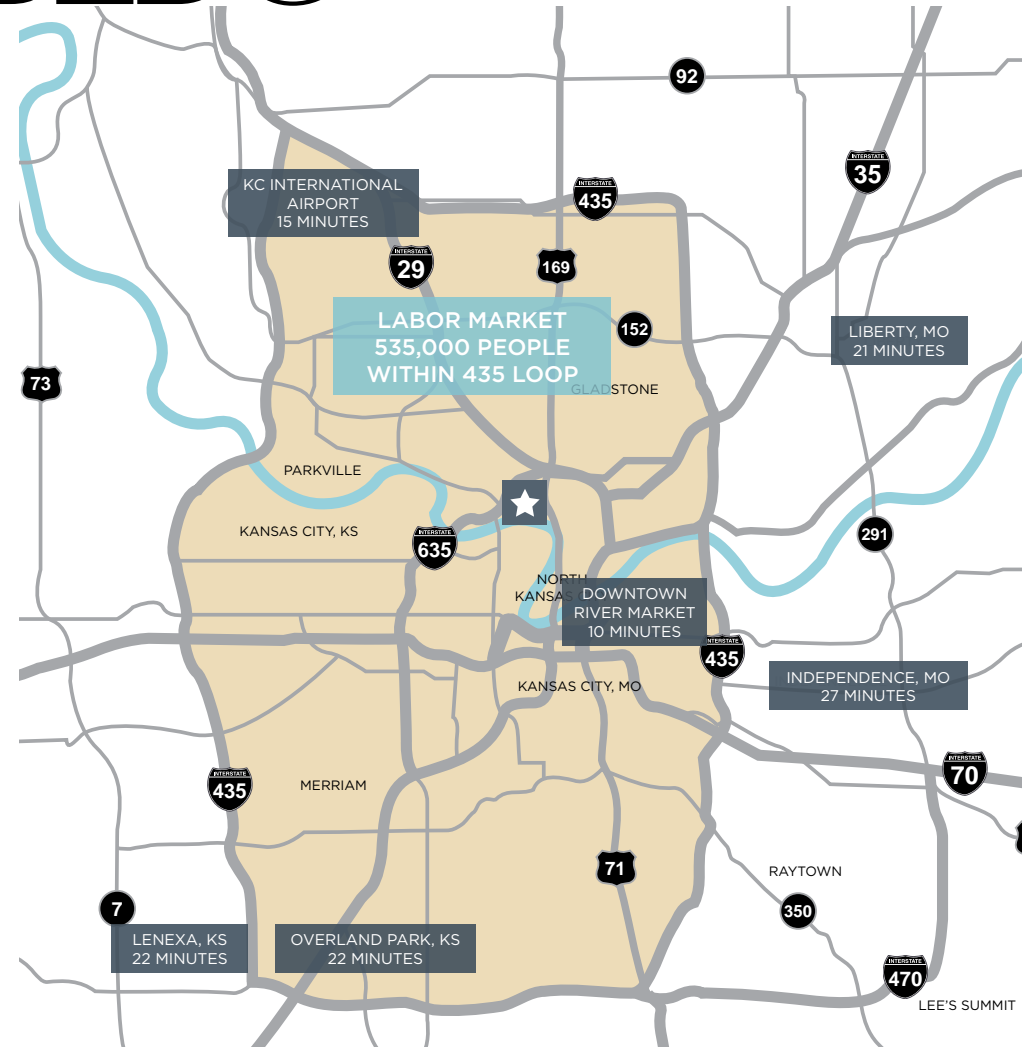 92
INTERSTATE
35
KC INTERNATIONAL
AIRPORT
15 MINUTES
INTERSTATE
435
INTERSTATE
29
169
LABOR MARKET
535,000 PEOPLE
WITHIN 435 LOOP
152
LIBERTY, MO
21 MINUTES
73
GLADSTONE
PARKVILLE
KANSAS CITY, KS
INTERSTATE
635
291
NORTH
KANSAS
DOWNTOWN
RIVER MARKET
10 MINUTES
INTERSTATE
435
INDEPENDENCE, MO
27 MINUTES
KANSAS CITY, MO
INTERSTATE
435
MERRIAM
INTERSTATE
70
71
RAYTOWN
7
350
LENEXA, KS
22 MINUTES
OVERLAND PARK, KS
22 MINUTES
INTERSTATE
470
LEE'S SUMMIT